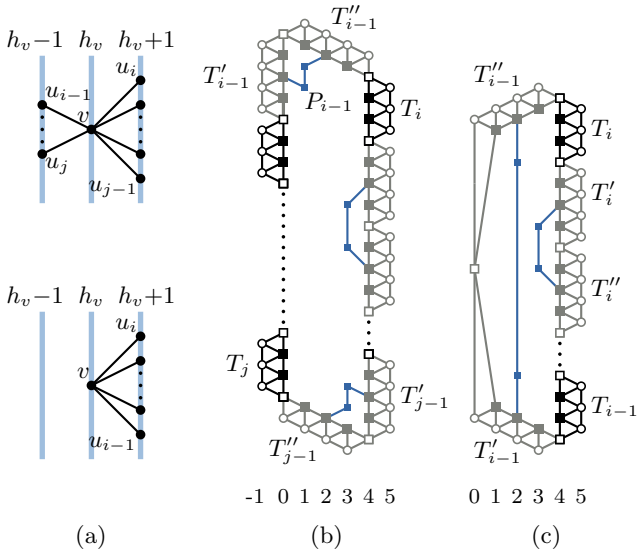 h_v−1 h_v h_v+1
u_i
u_{i−1}
v
u_j
u_{j−1}
h_v−1 h_v h_v+1
u_i
v
u_{i−1}
(a)
T''_{i−1}
T'_{i−1}
P_{i−1}
T_i
T_j
T'_{j−1}
T''_{j−1}
-1 0 1 2 3 4 5
(b)
T''_{i−1}
T_i
T'_i
T''_i
T_{i−1}
T'_{i−1}
0 1 2 3 4 5
(c)